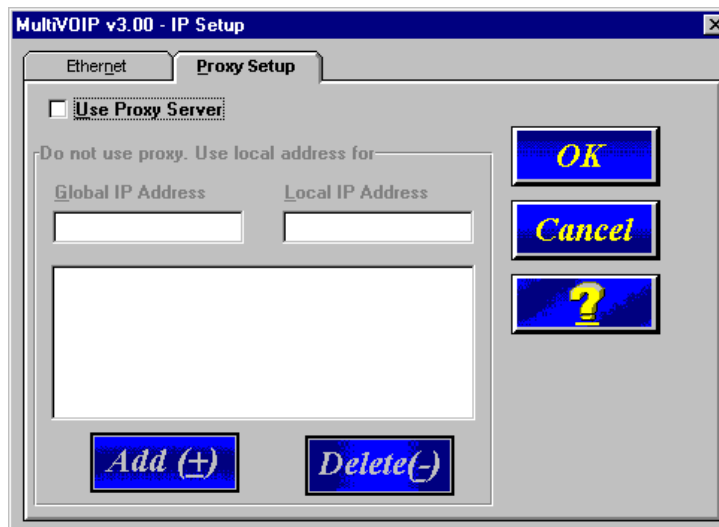 MultiVOIP v3.00 - IP Setup
Ethernet
Proxy Setup
Use Proxy Server
Do not use proxy. Use local address for
Global IP Address
Local IP Address
OK
Cancel
?
Add (+)
Delete(-)